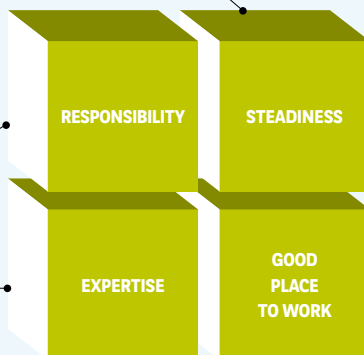 RESPONSIBILITY
STEADINESS
EXPERTISE
GOOD
PLACE
TO WORK